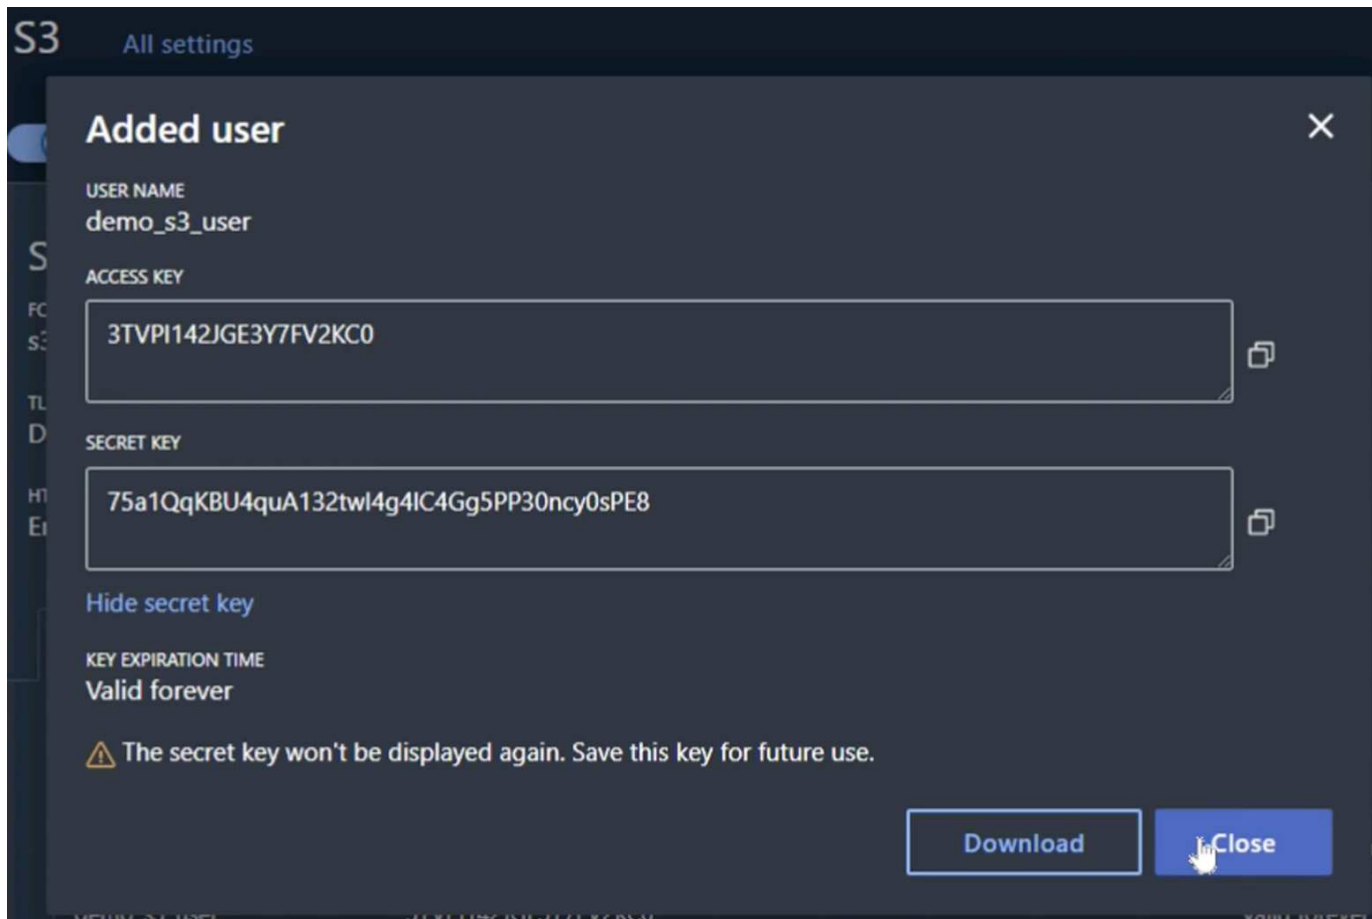 S3
All settings
Added user
USER NAME
demo_s3_user
ACCESS KEY
3TVPI142JGE3Y7FV2KC0
SECRET KEY
75a1QqKBU4quA132twI4g4IC4Gg5PP30ncy0sPE8
Hide secret key
KEY EXPIRATION TIME
Valid forever
The secret key won't be displayed again. Save this key for future use.
Download
Close